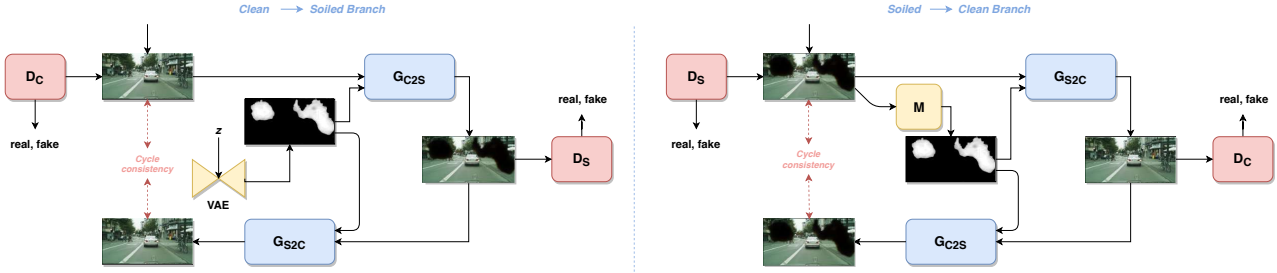 Clean → Soiled Branch
D_C
G_C2S
real, fake
real, fake
z
Cycle
consistency
D_S
VAE
G_S2C
Soiled → Clean Branch
D_S
G_S2C
M
real, fake
real, fake
Cycle
consistency
D_C
G_C2S